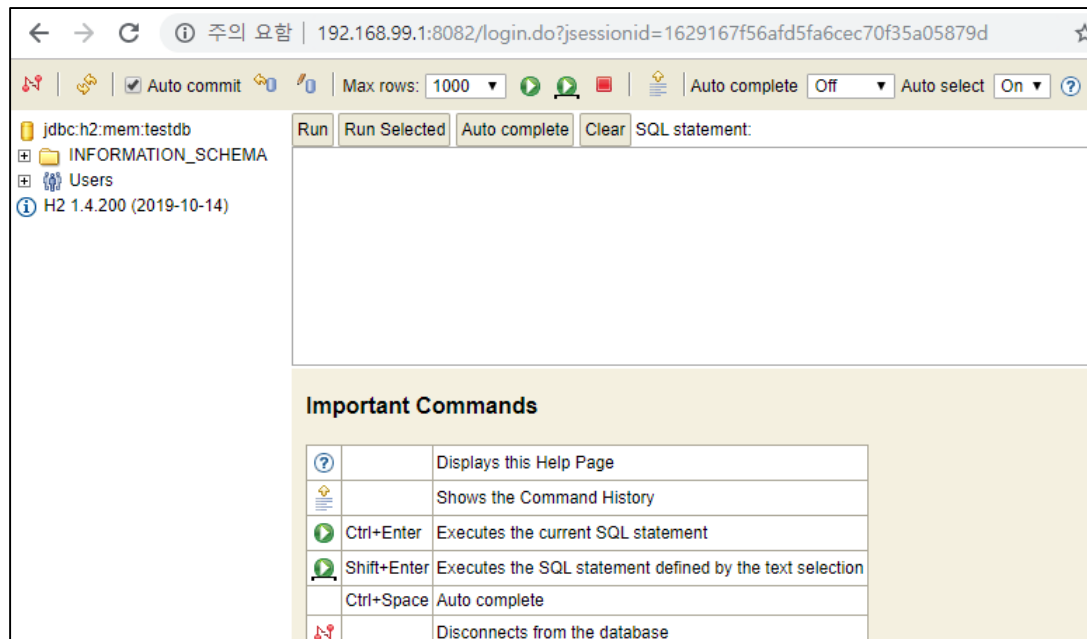 주의 요함 | 192.168.99.1:8082/login.do?jsessionid=1629167f56afd5fa6cec70f35a05879d
Auto commit Max rows: 1000 Auto complete Off Auto select On
jdbc:h2:mem:testdb
INFORMATION_SCHEMA
Users
H2 1.4.200 (2019-10-14)
Run Run Selected Auto complete Clear SQL statement:
Important Commands
Displays this Help Page
Shows the Command History
Ctrl+Enter Executes the current SQL statement
Shift+Enter Executes the SQL statement defined by the text selection
Ctrl+Space Auto complete
Disconnects from the database